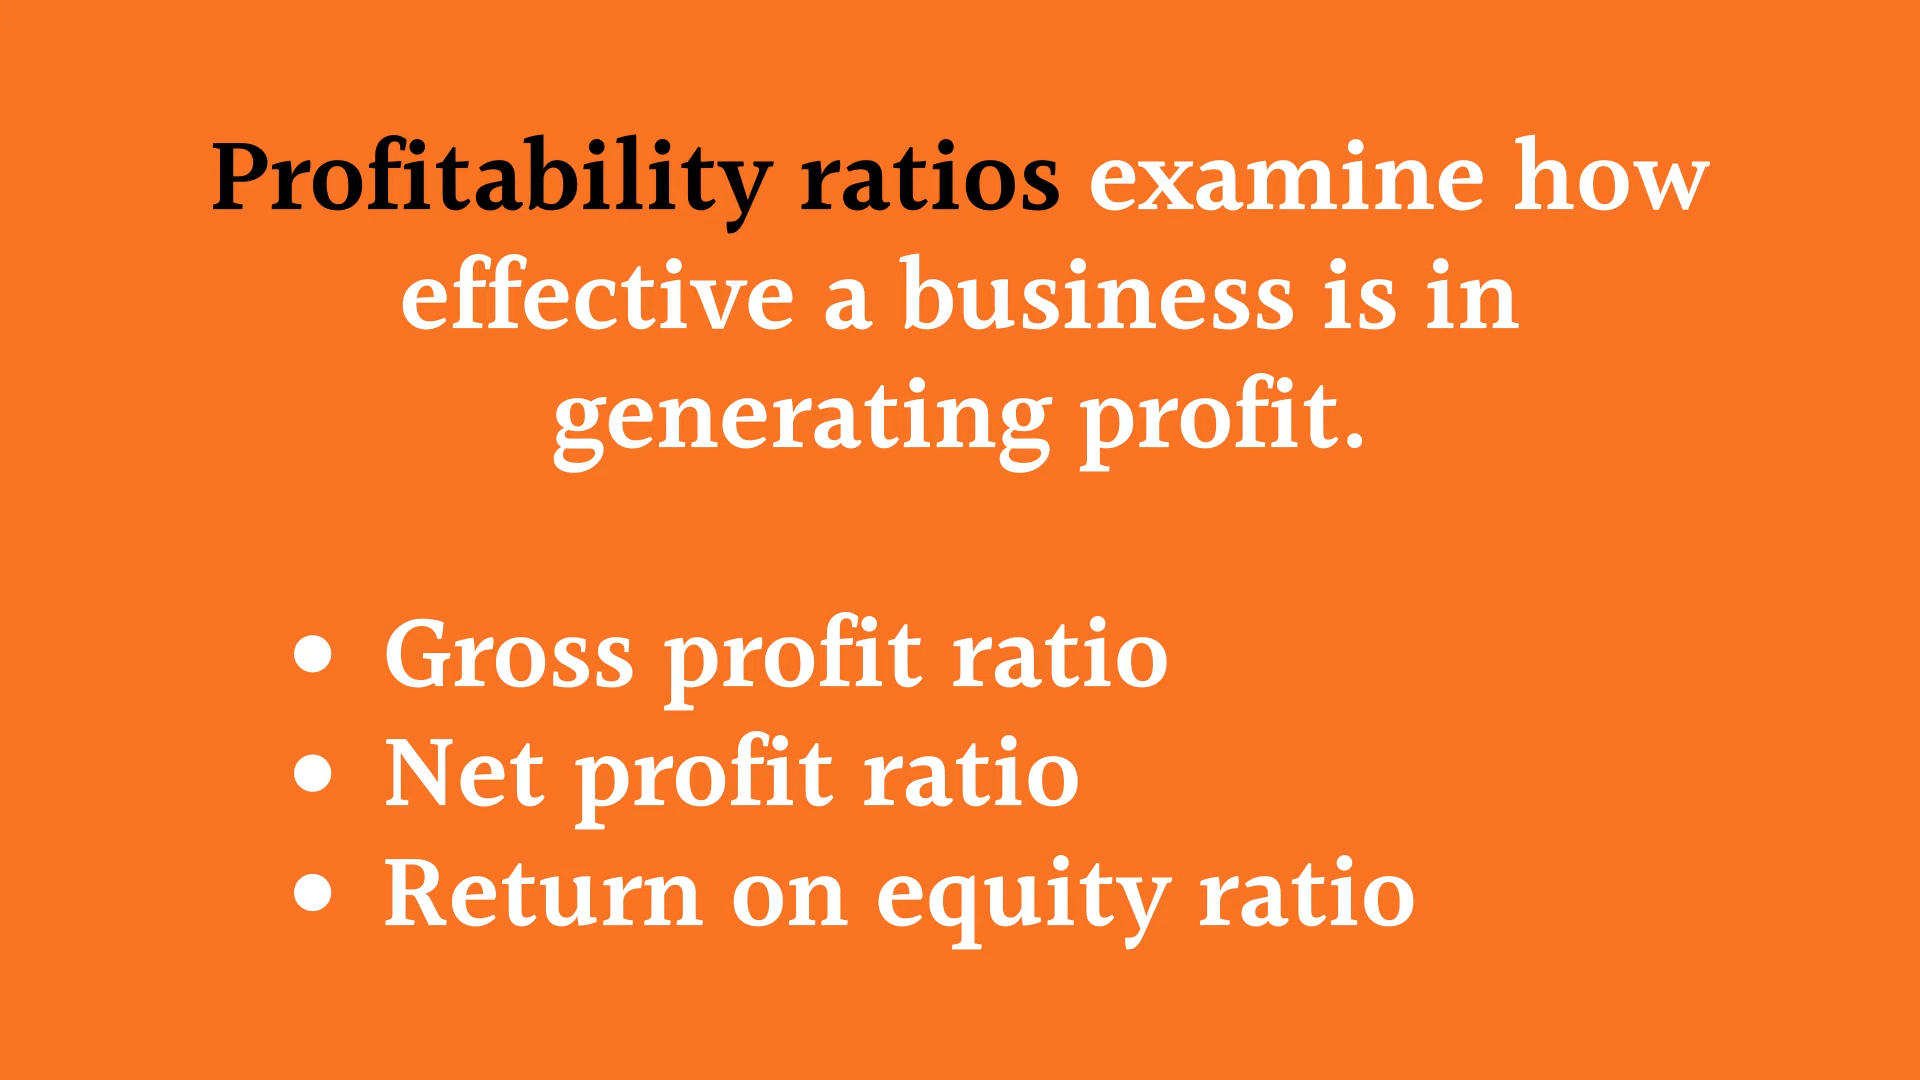 Profitability ratios examine how
effective a business is in
generating profit.
● Gross profit ratio
● Net profit ratio
● Return on equity ratio